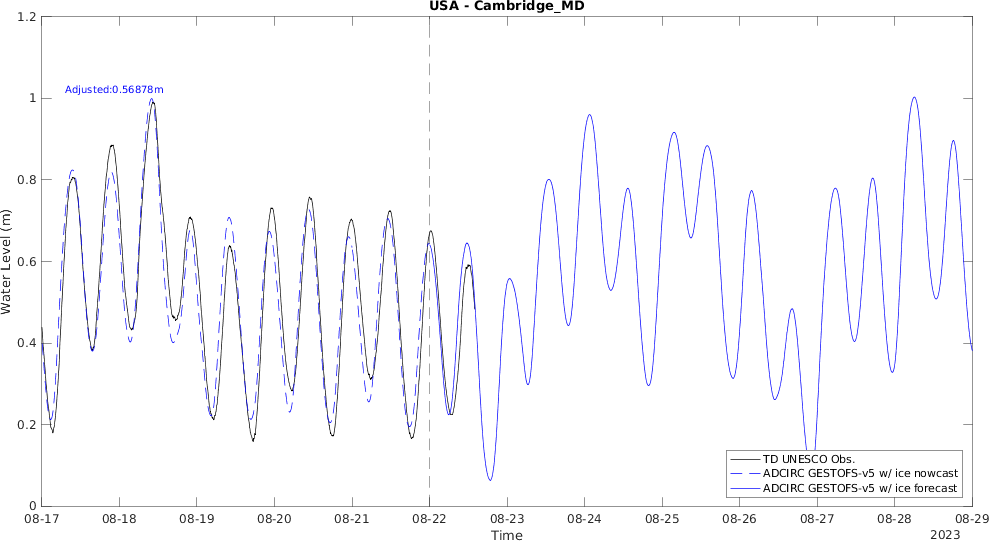 USA - Cambridge_MD
1.2
1
0.8
0.6
0.4
0.2
0
Water Level (m)
Adjusted:0.56878m
TD UNESCO Obs.
ADCIRC GESTOFS-v5 w/ ice nowcast
ADCIRC GESTOFS-v5 w/ ice forecast
08-17 08-18 08-19 08-20 08-21 08-22 08-23 08-24 08-25 08-26 08-27 08-28 08-29
Time
2023